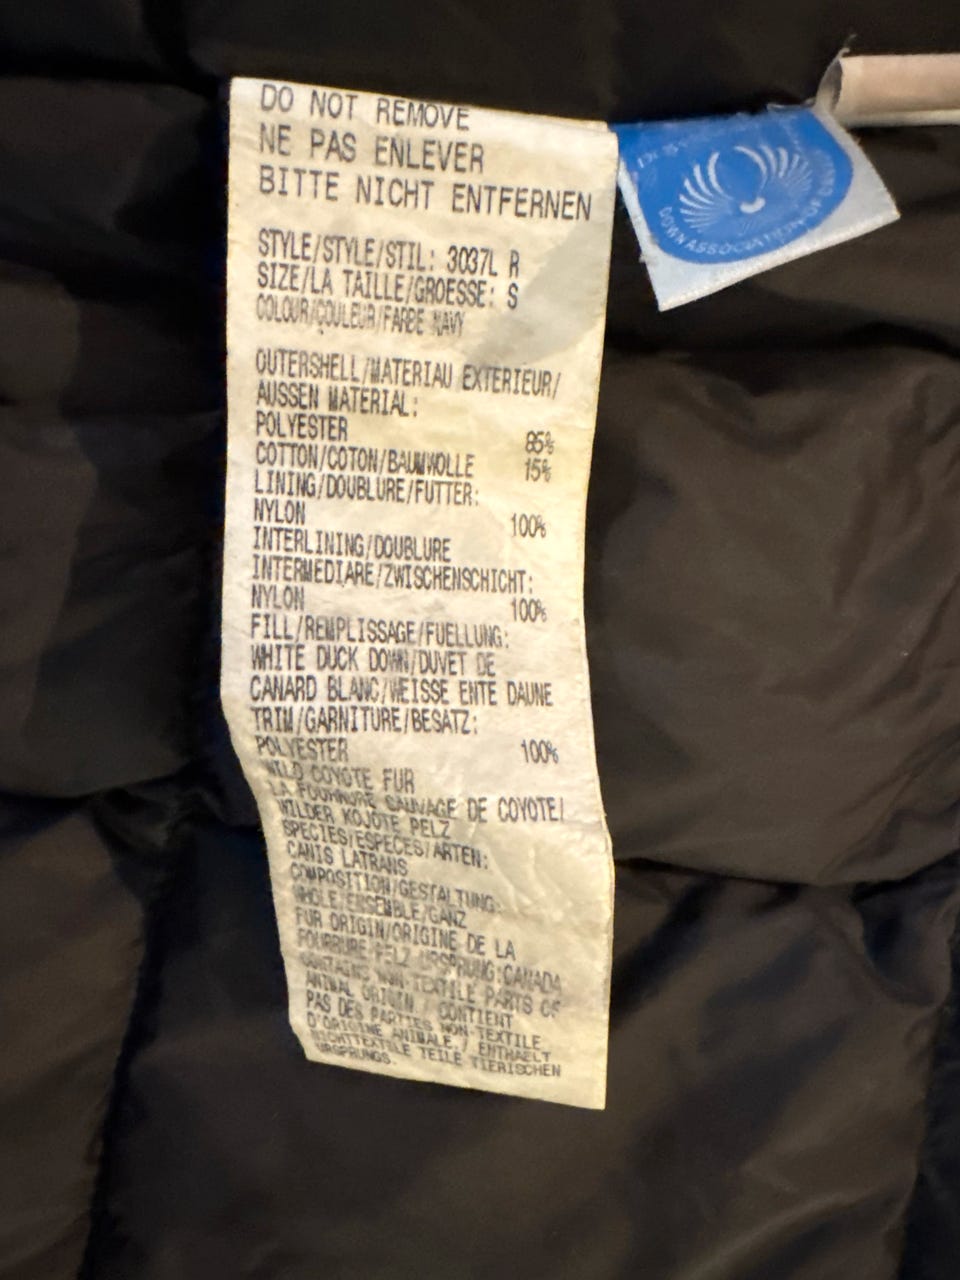 DO NOT REMOVE
NE PAS ENLEVER
BITTE NICHT ENTFERNEN
STYLE/STYLE/STIL: 3037L R
SIZE/LA TAILLE/GROESSE: S
COLOUR/COULEUR/FARBE NAVY
OUTERSHELL/MATERIAU EXTERIEUR/
AUSSEN MATERIAL:
POLYESTER 85%
COTTON/COTON/BAUMWOLLE 15%
LINING/DOUBLURE/FUTTER:
NYLON 100%
INTERLINING/DOUBLURE
INTERMEDIARE/ZWISCHENSCHICHT:
NYLON 100%
FILL/REMPLISSAGE/FUELLUNG:
WHITE DUCK DOWN/DUVET DE
CANARD BLANC/WEISSE ENTE DAUNE
TRIM/GARNITURE/BESATZ:
POLYESTER 100%
WILD COYOTE FUR
LA FOURRURE SAUVAGE DE COYOTE/
WILDER KOJOTE PELZ
SPECIES/ESPECES/ARTEN:
CANIS LATRANS
COMPOSITION/GESTALTUNG:
WHOLE/ENSEMBLE/GANZ
FUR ORIGIN/ORIGINE DE LA
FOURRURE/PELZ URSPRUNG:CANADA
CONTAINS NON-TEXTILE PARTS OF
ANIMAL ORIGIN / CONTIENT
PAS DES PARTIES NON-TEXTILE
D'ORIGINE ANIMALE./ ENTHAELT
NICHTTEXTILE TEILE TIERISCHEN
URSPRUNGS.
DOWN ASSOCIATION OF CANADA